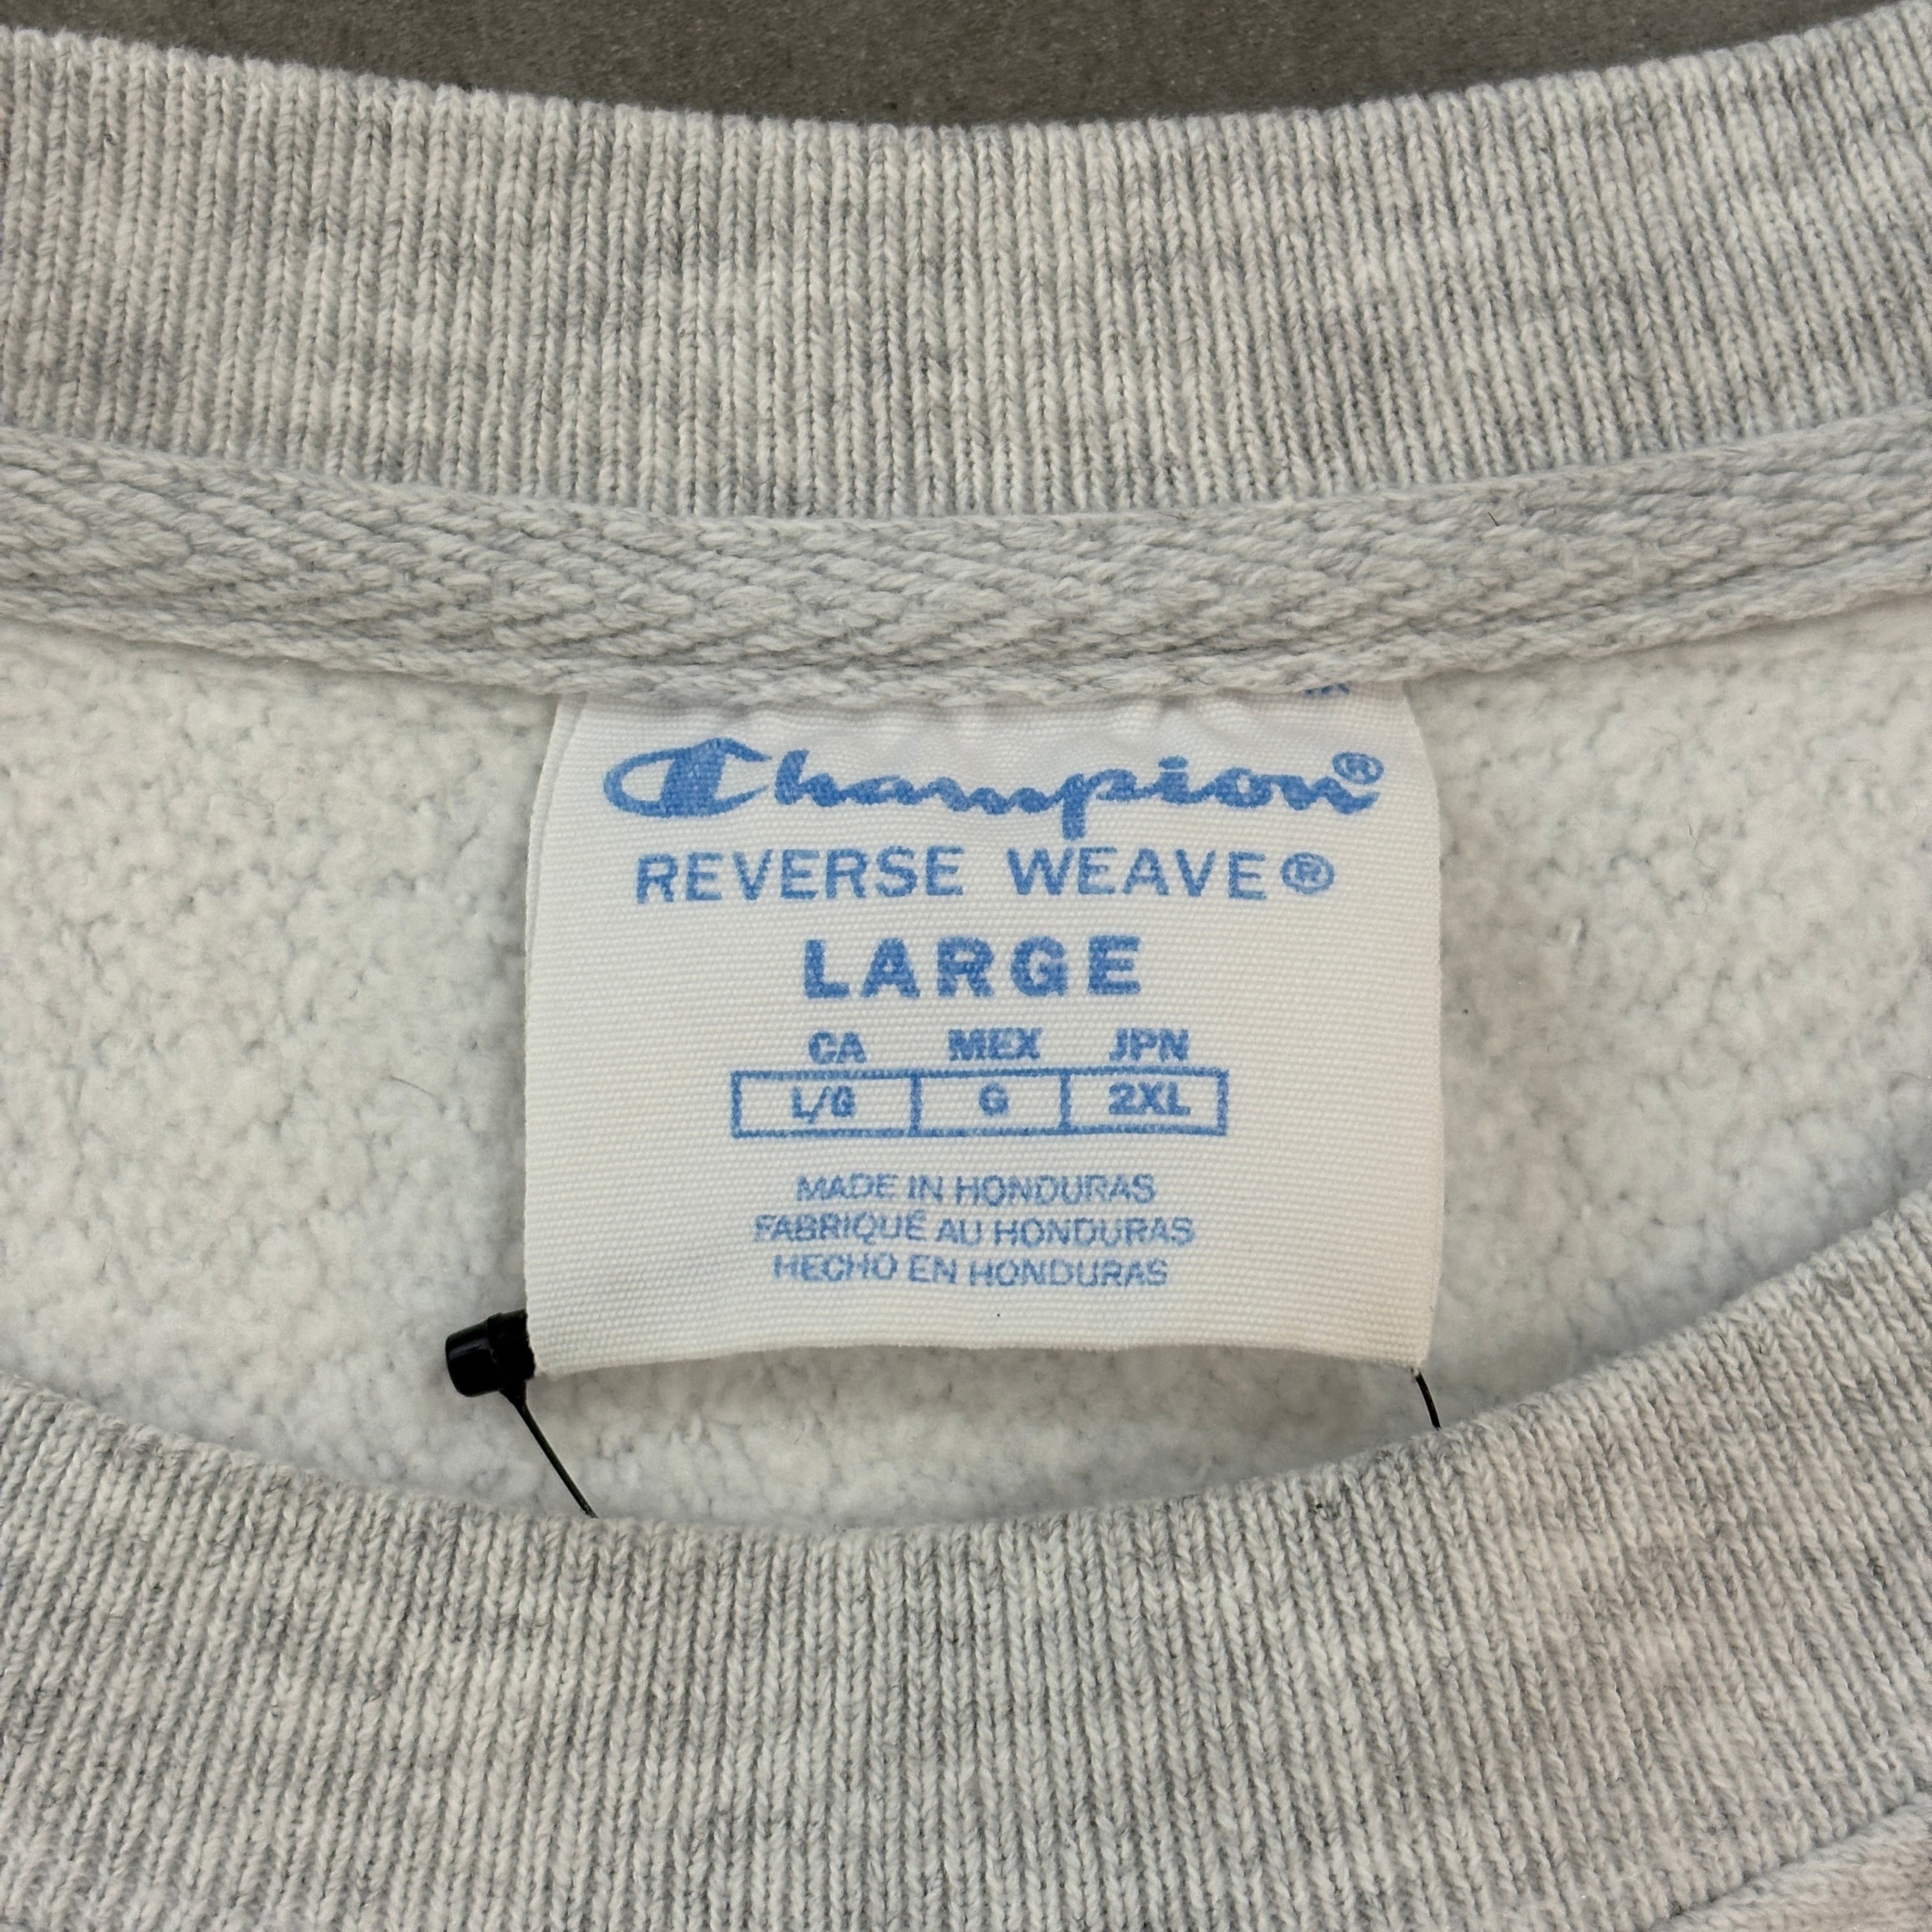 Champion®
REVERSE WEAVE®
LARGE
CA MEX JPN
L/G G 2XL
MADE IN HONDURAS
FABRIQUÉ AU HONDURAS
HECHO EN HONDURAS